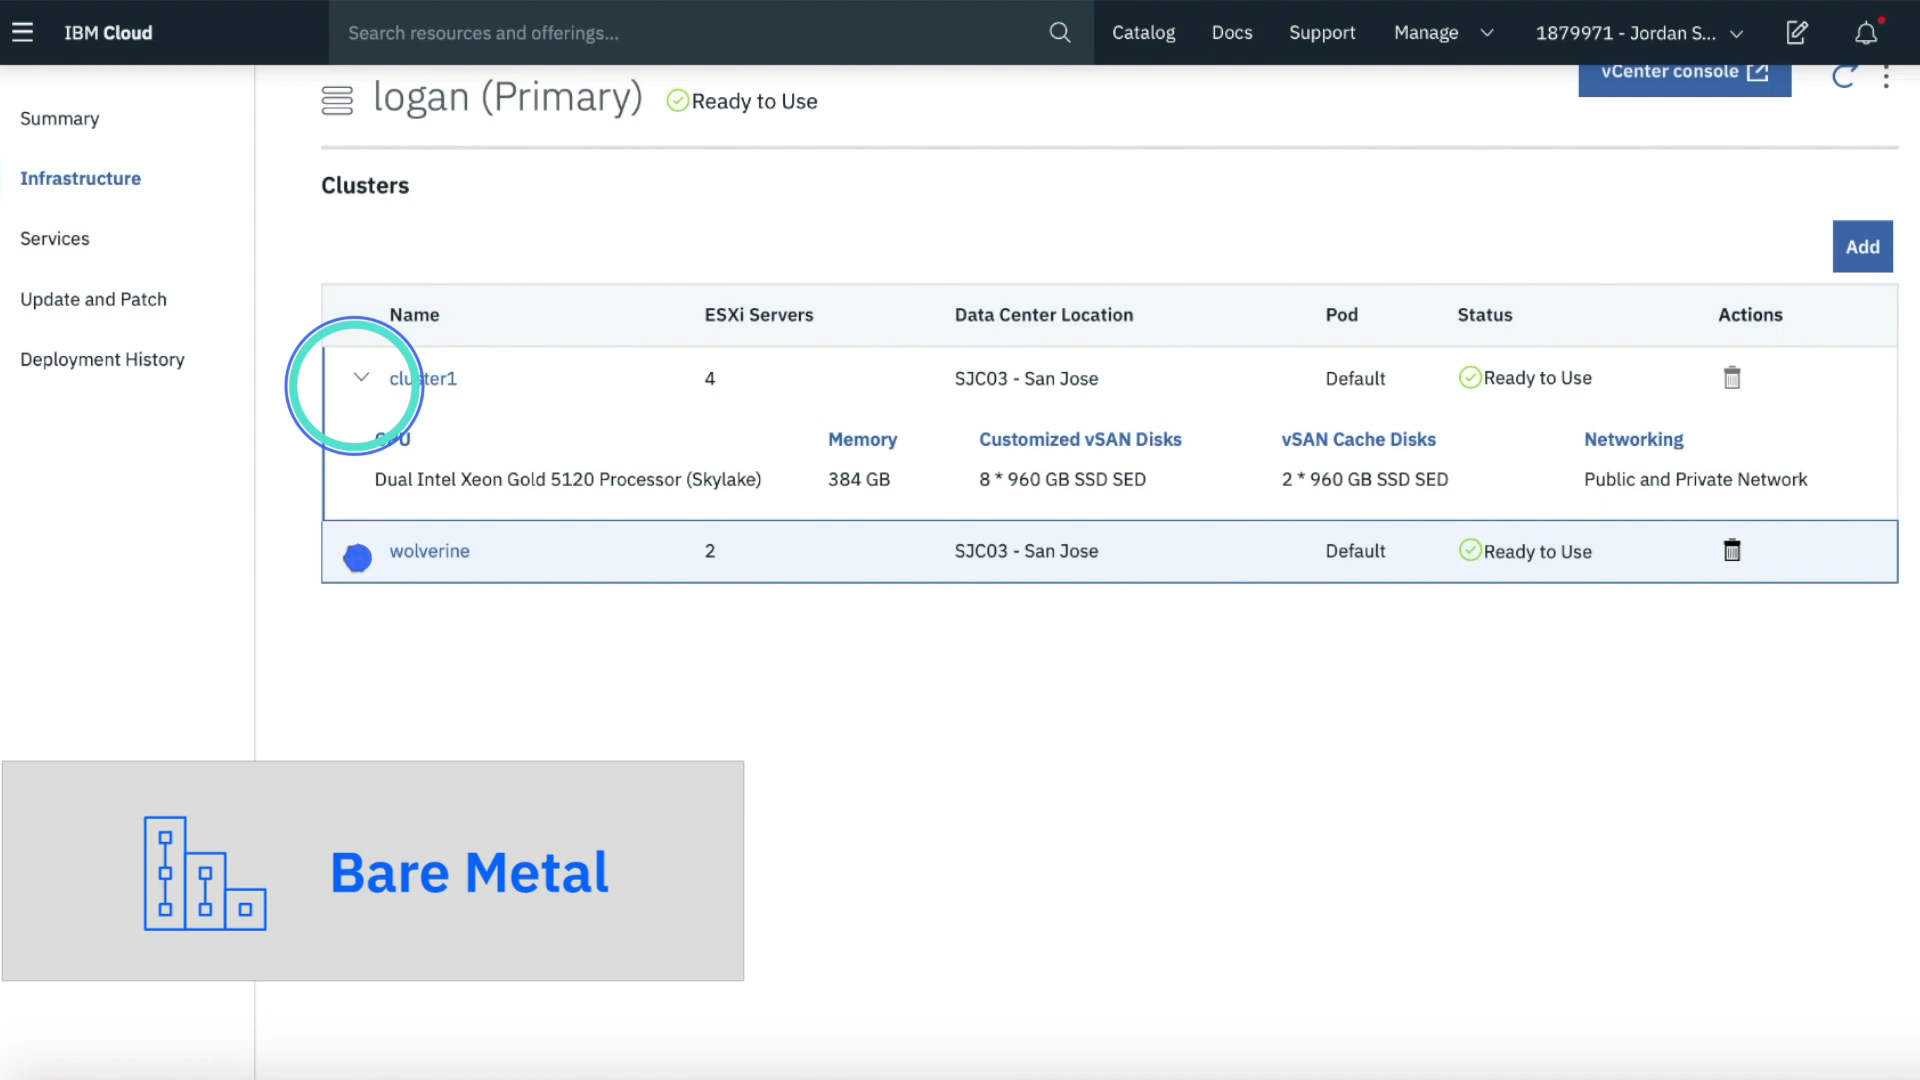 IBM Cloud
Search resources and offerings...
Catalog
Docs
Support
Manage
1879971 - Jordan S...
Summary
Infrastructure
Services
Update and Patch
Deployment History
logan (Primary)
Ready to Use
vCenter console
Clusters
Add
Name ESXi Servers Data Center Location Pod Status Actions
cluster1 4 SJC03 - San Jose Default Ready to Use
CPU Memory Customized vSAN Disks vSAN Cache Disks Networking
Dual Intel Xeon Gold 5120 Processor (Skylake) 384 GB 8 * 960 GB SSD SED 2 * 960 GB SSD SED Public and Private Network
wolverine 2 SJC03 - San Jose Default Ready to Use
Bare Metal